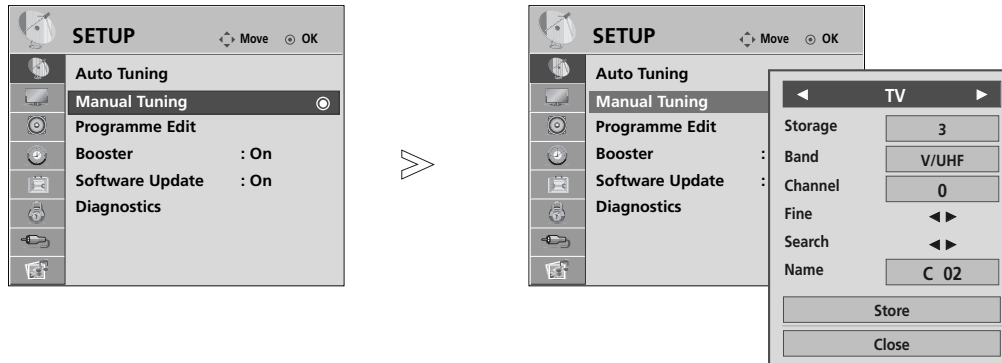 SETUP Move OK
Auto Tuning
Manual Tuning
Programme Edit
Booster : On
Software Update : On
Diagnostics
SETUP Move OK
Auto Tuning
Manual Tuning
Programme Edit
Booster :
Software Update :
Diagnostics
◄ TV ►
Storage 3
Band V/UHF
Channel 0
Fine ◄ ►
Search ◄ ►
Name C 02
Store
Close